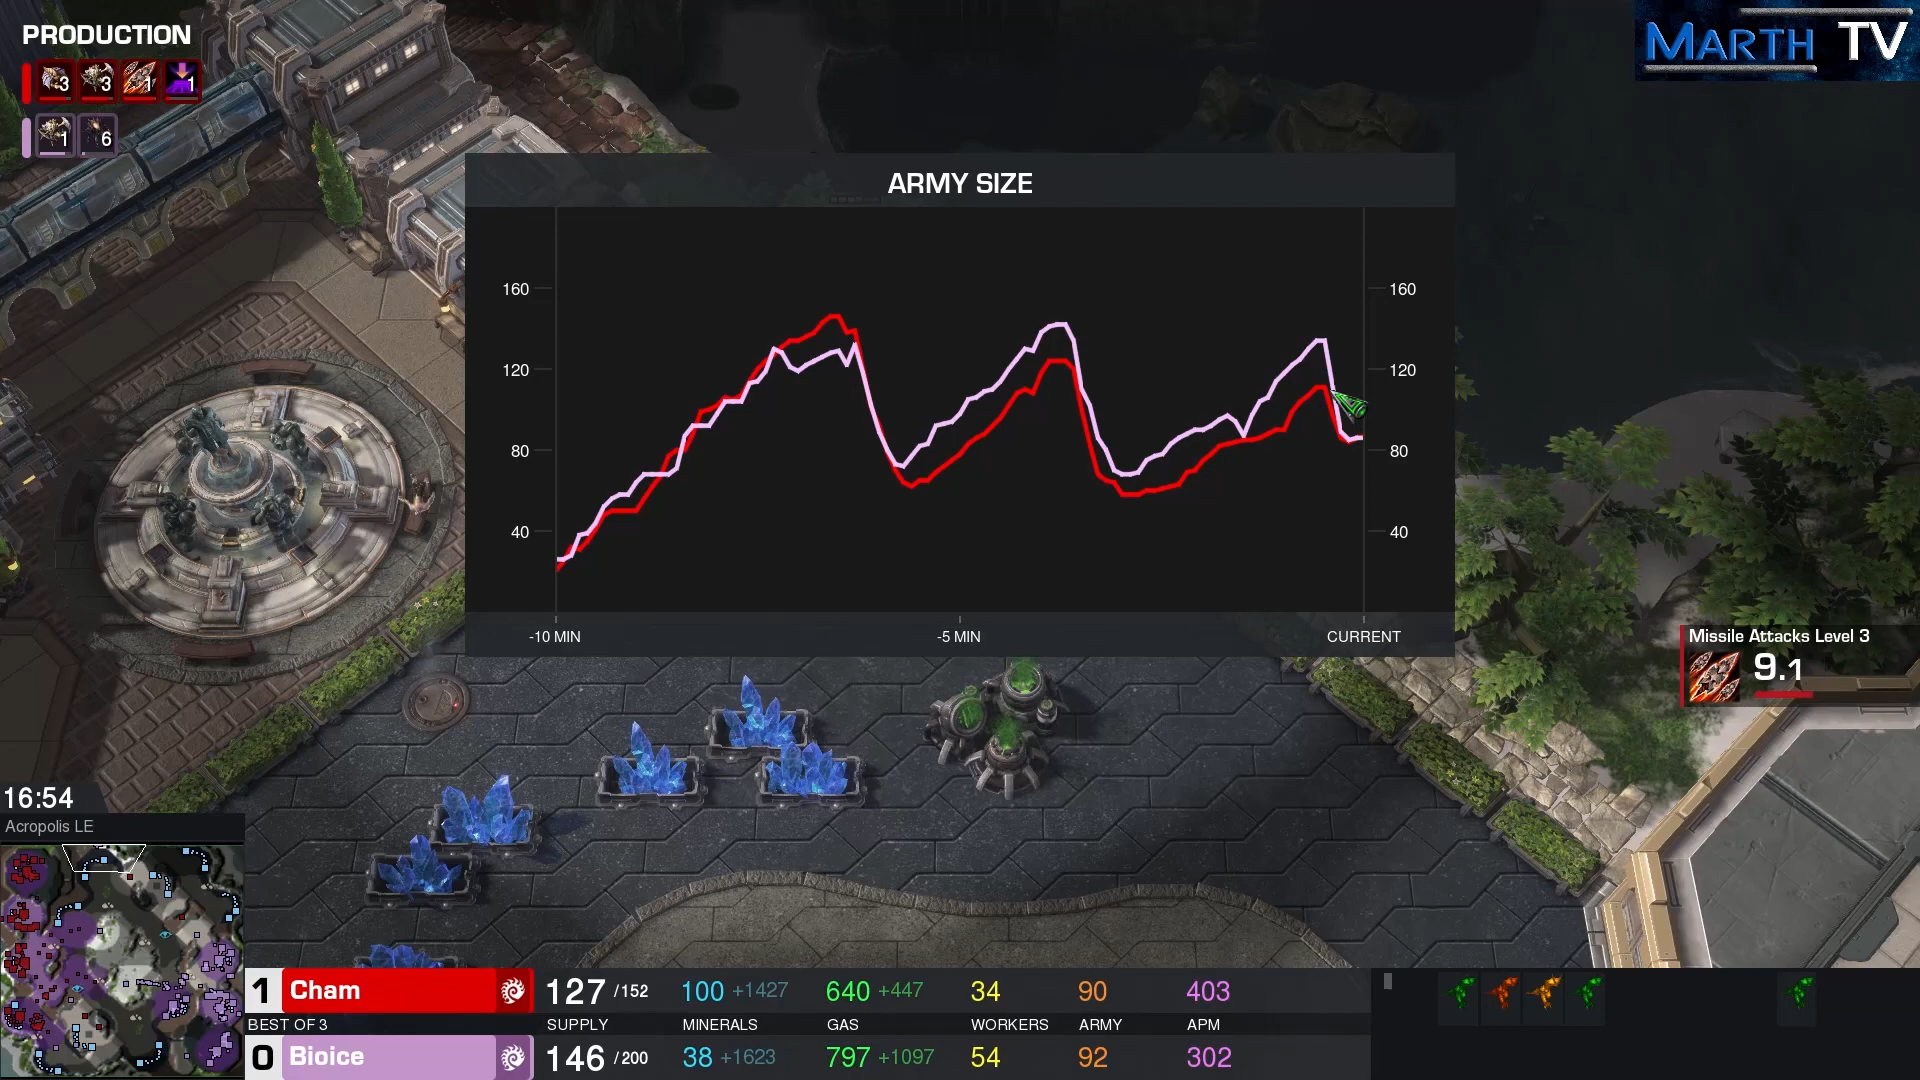 PRODUCTION
3 3 1 1
1 6
MARTH TV
ARMY SIZE
160 160
120 120
80 80
40 40
-10 MIN -5 MIN CURRENT
Missile Attacks Level 3
9.1
16:54
Acropolis LE
1 Cham 127 /152 100 +1427 640 +447 34 90 403
BEST OF 3 SUPPLY MINERALS GAS WORKERS ARMY APM
0 Bioice 146 /200 38 +1623 797 +1097 54 92 302